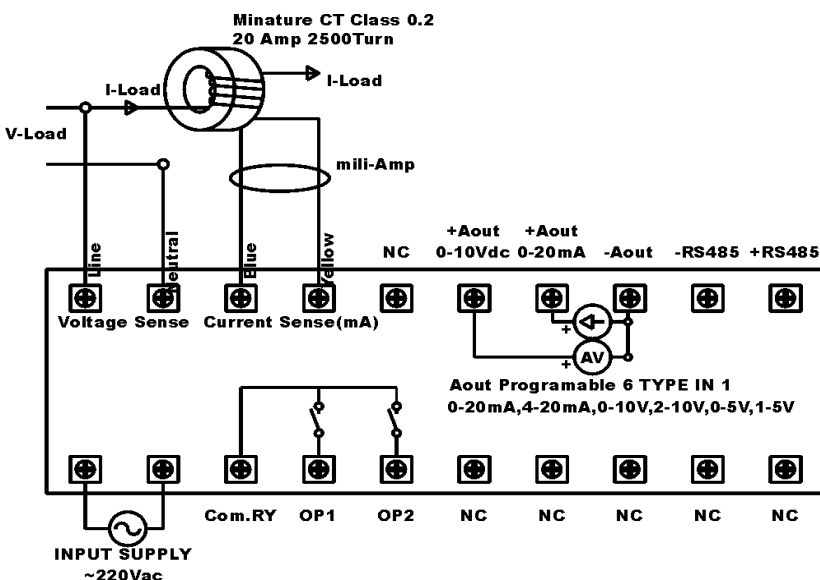 Minature CT Class 0.2
20 Amp 2500Turn
I-Load
I-Load
V-Load
mili-Amp
Line
Neutral
Blue
Yellow
NC
+Aout
0-10Vdc
+Aout
0-20mA
-Aout
-RS485
+RS485
Voltage Sense
Current Sense(mA)
+
+
AV
Aout Programable 6 TYPE IN 1
0-20mA,4-20mA,0-10V,2-10V,0-5V,1-5V
Com.RY
OP1
OP2
NC
NC
NC
NC
NC
INPUT SUPPLY
~220Vac